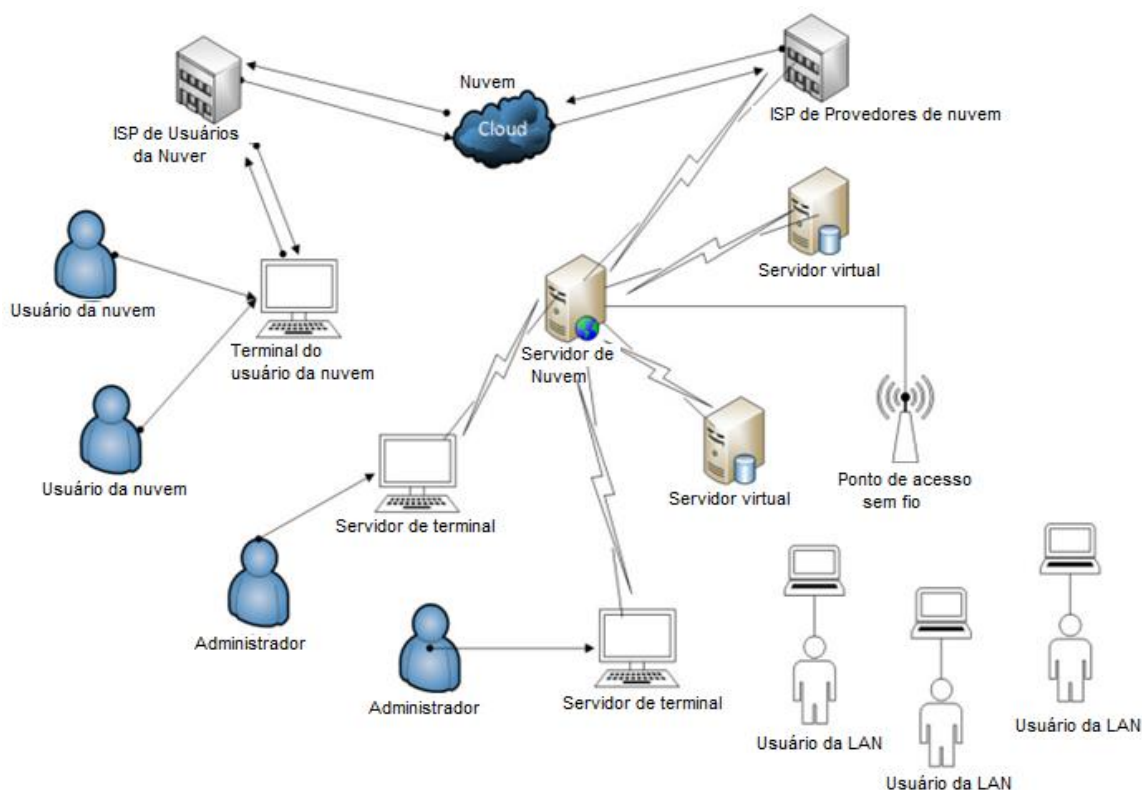 Nuvem
Cloud
ISP de Usuários
da Nuver
ISP de Provedores de nuvem
Servidor virtual
Usuário da nuvem
Terminal do
usuário da nuvem
Servidor de
Nuvem
Usuário da nuvem
Servidor virtual
Ponto de acesso
sem fio
Servidor de terminal
Administrador
Administrador
Servidor de terminal
Usuário da LAN
Usuário da LAN
Usuário da LAN